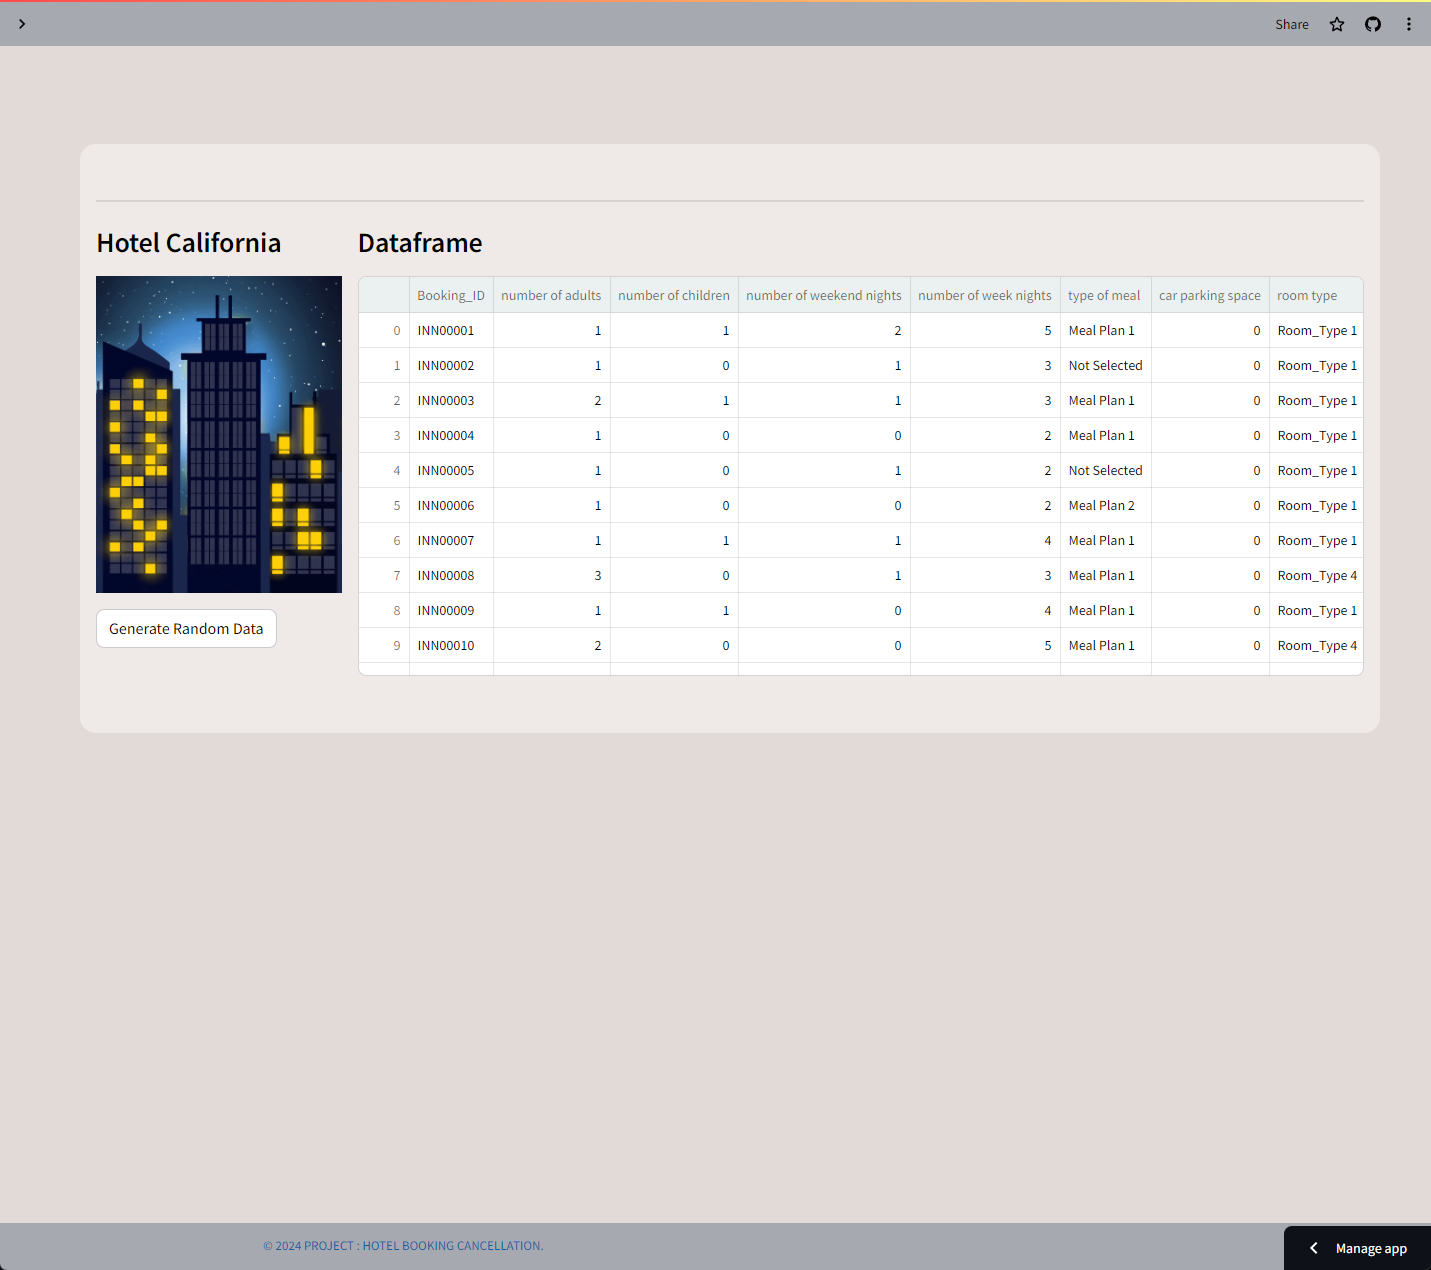 Share
Hotel California
Dataframe
Booking_ID number of adults number of children number of weekend nights number of week nights type of meal car parking space room type
0 INN00001 1 1 2 5 Meal Plan 1 0 Room_Type 1
1 INN00002 1 0 1 3 Not Selected 0 Room_Type 1
2 INN00003 2 1 1 3 Meal Plan 1 0 Room_Type 1
3 INN00004 1 0 0 2 Meal Plan 1 0 Room_Type 1
4 INN00005 1 0 1 2 Not Selected 0 Room_Type 1
5 INN00006 1 0 0 2 Meal Plan 2 0 Room_Type 1
6 INN00007 1 1 1 4 Meal Plan 1 0 Room_Type 1
7 INN00008 3 0 1 3 Meal Plan 1 0 Room_Type 4
8 INN00009 1 1 0 4 Meal Plan 1 0 Room_Type 1
9 INN00010 2 0 0 5 Meal Plan 1 0 Room_Type 4
Generate Random Data
© 2024 PROJECT : HOTEL BOOKING CANCELLATION.
Manage app